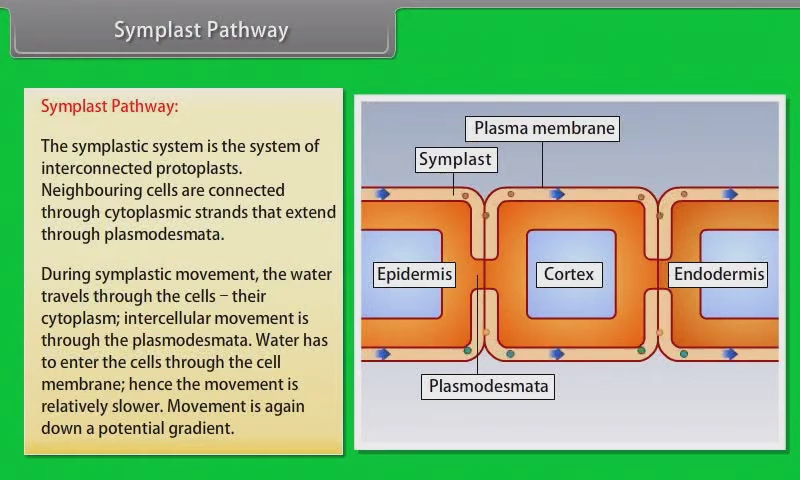 Symplast Pathway
Symplast Pathway:
The symplastic system is the system of
interconnected protoplasts.
Neighbouring cells are connected
through cytoplasmic strands that extend
through plasmodesmata.
During symplastic movement, the water
travels through the cells – their
cytoplasm; intercellular movement is
through the plasmodesmata. Water has
to enter the cells through the cell
membrane; hence the movement is
relatively slower. Movement is again
down a potential gradient.
Plasma membrane
Symplast
Epidermis
Cortex
Endodermis
Plasmodesmata